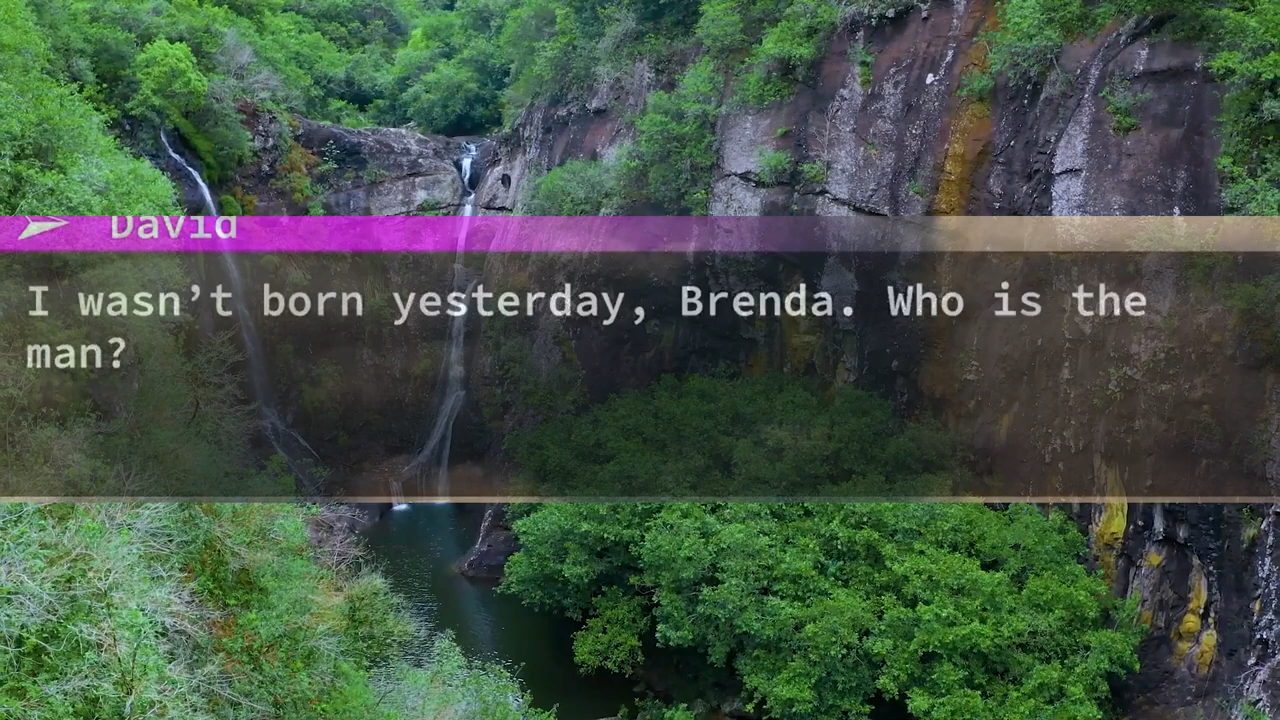 David
I wasn’t born yesterday, Brenda. Who is the
man?